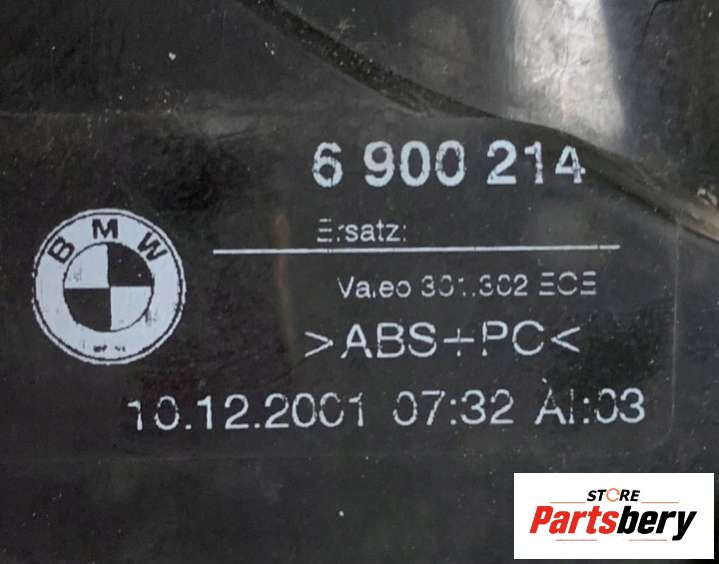 6 900 214
Ersatz:
BMW
Valeo 301.302 ECE
>ABS+PC<
10.12.2001 07:32 AI:03
STORE
Partsbery